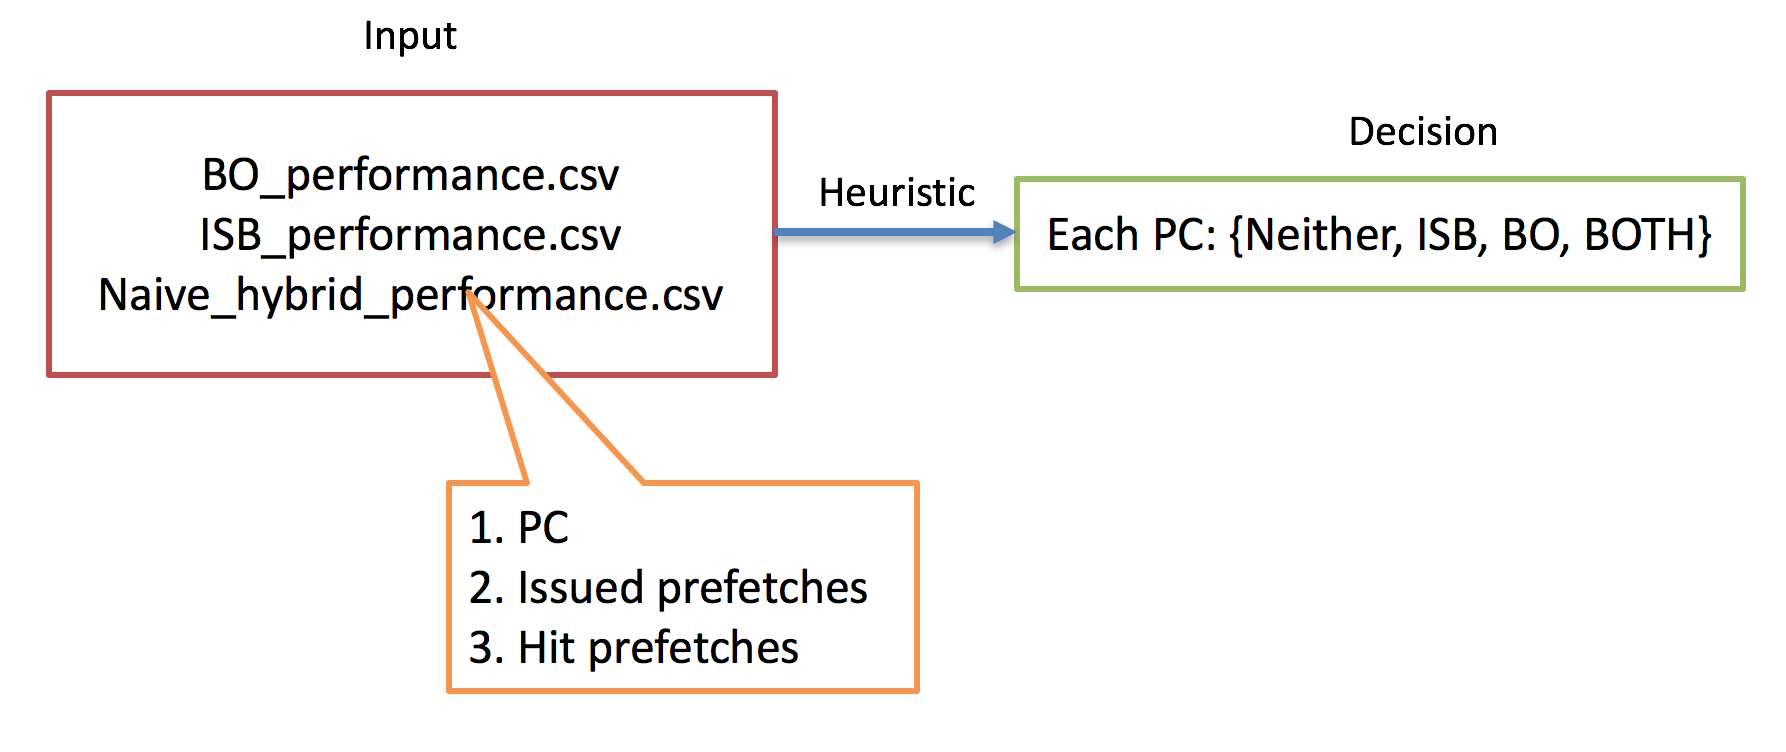 Input
BO_performance.csv
ISB_performance.csv
Naive_hybrid_performance.csv
Heuristic
Decision
Each PC: {Neither, ISB, BO, BOTH}
1. PC
2. Issued prefetches
3. Hit prefetches